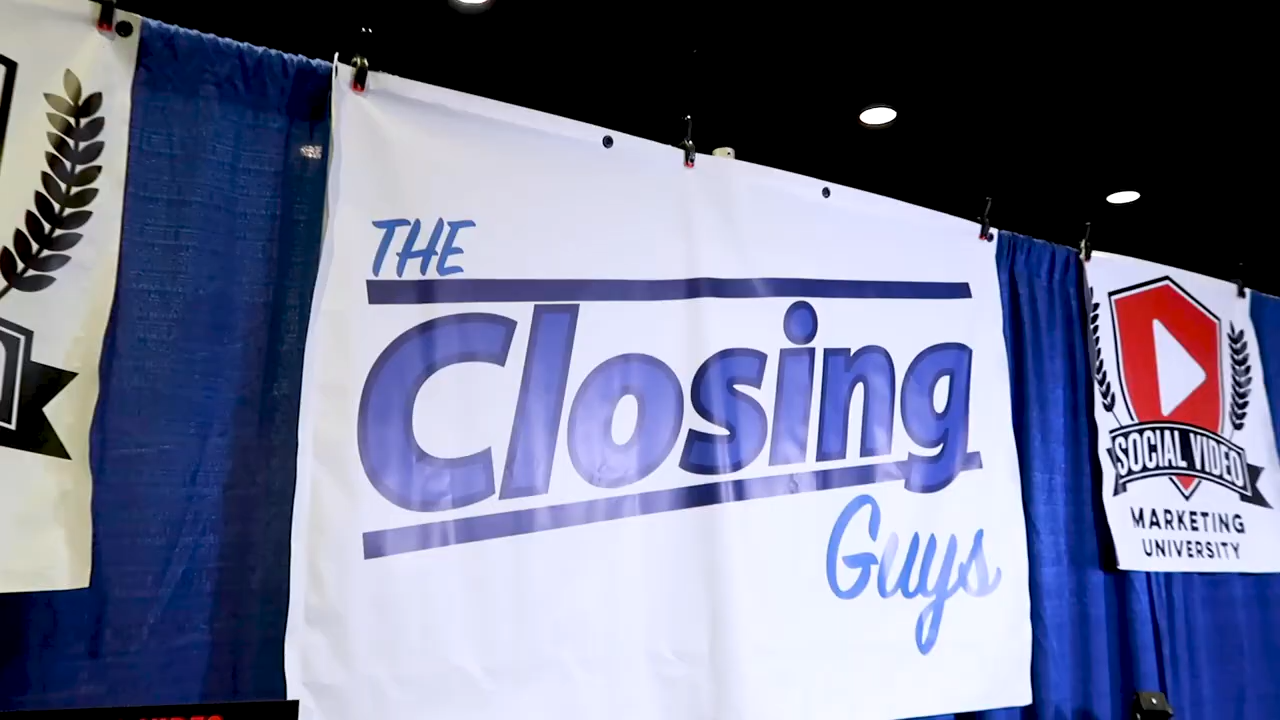 THE
Closing
Guys
SOCIAL VIDEO
MARKETING
UNIVERSITY